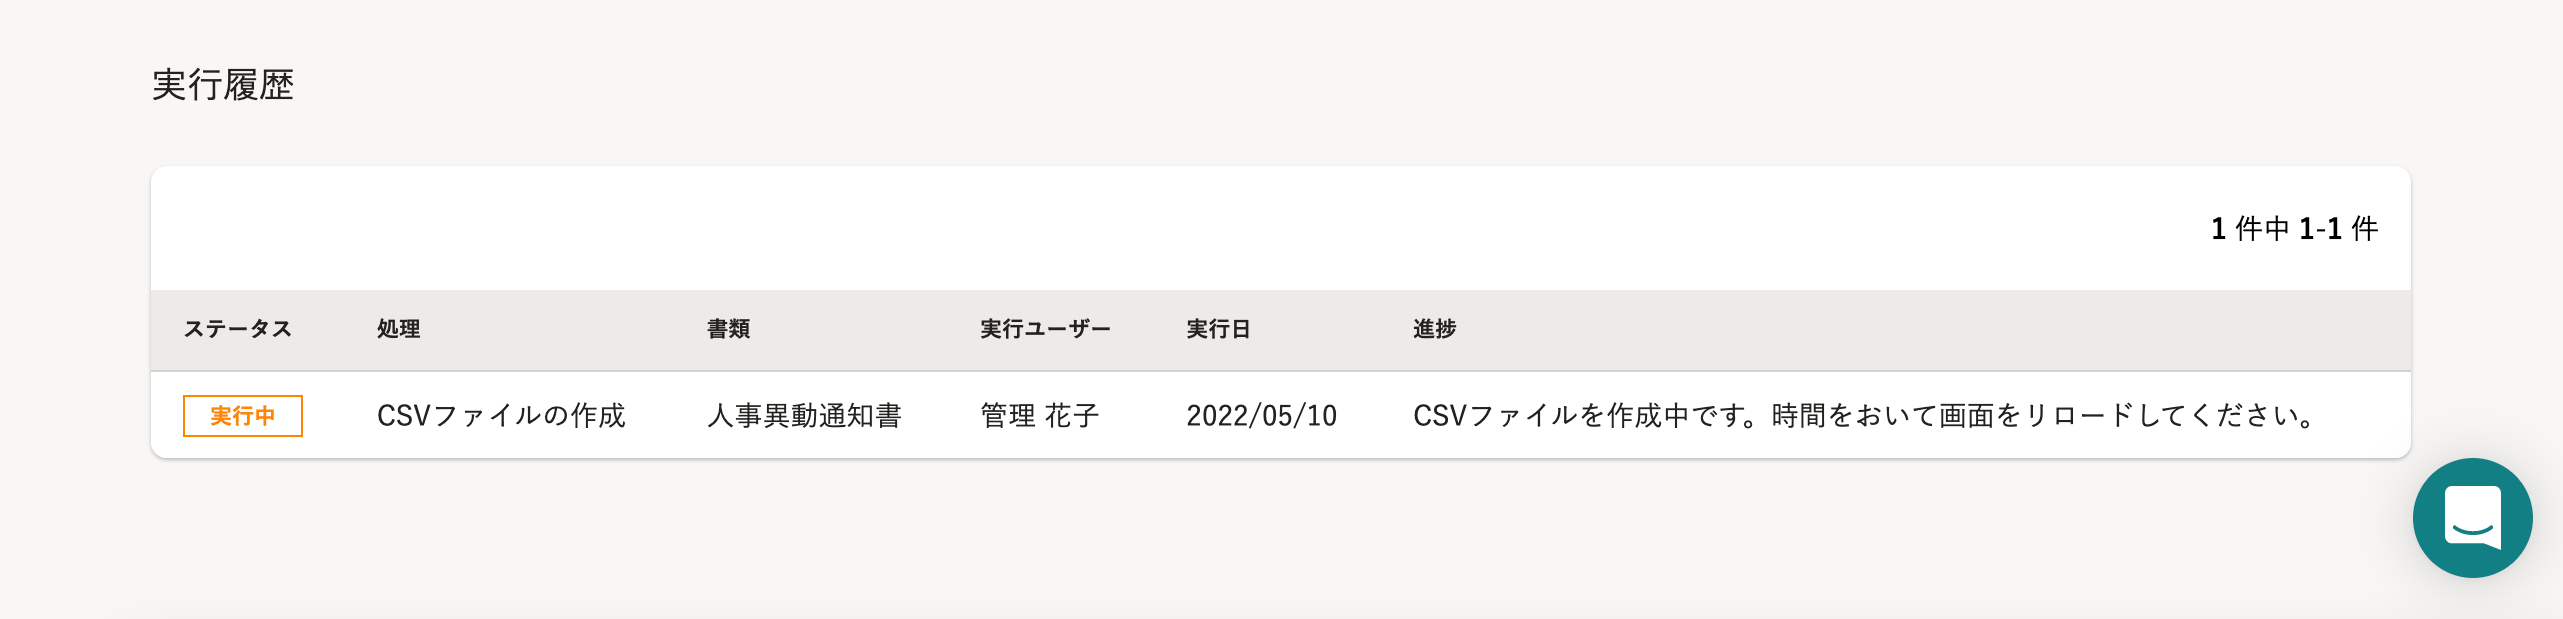 実行履歴
1 件中 1-1 件
ステータス 処理 書類 実行ユーザー 実行日 進捗
実行中 CSVファイルの作成 人事異動通知書 管理 花子 2022/05/10 CSVファイルを作成中です。時間をおいて画面をリロードしてください。